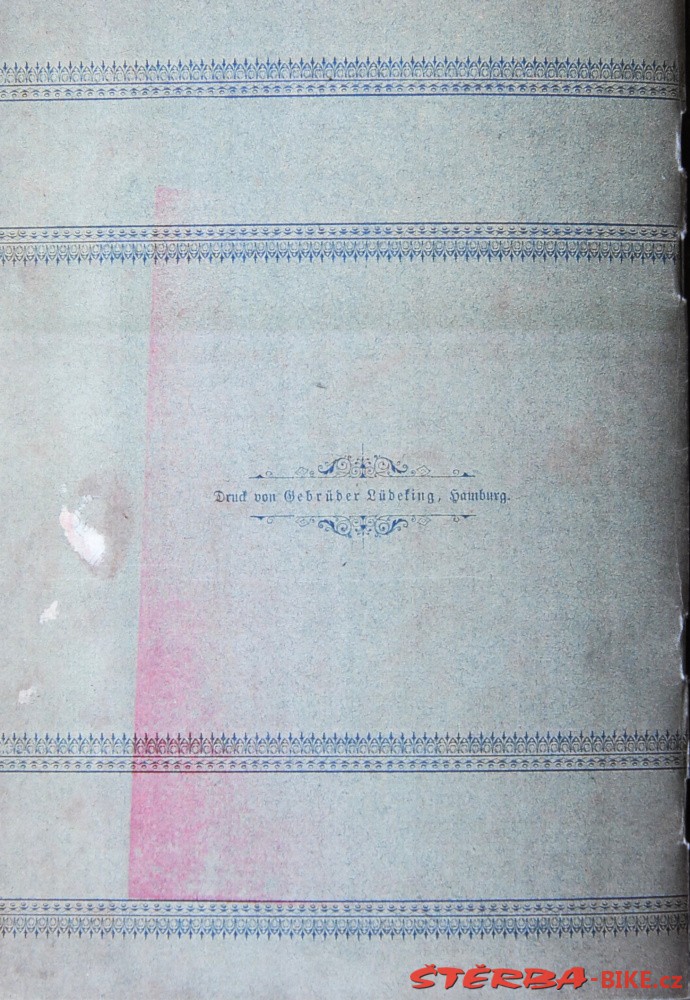 Druck von Gebrüder Lüdeking, Hamburg.
ŠTĚRBA-BIKE.cz